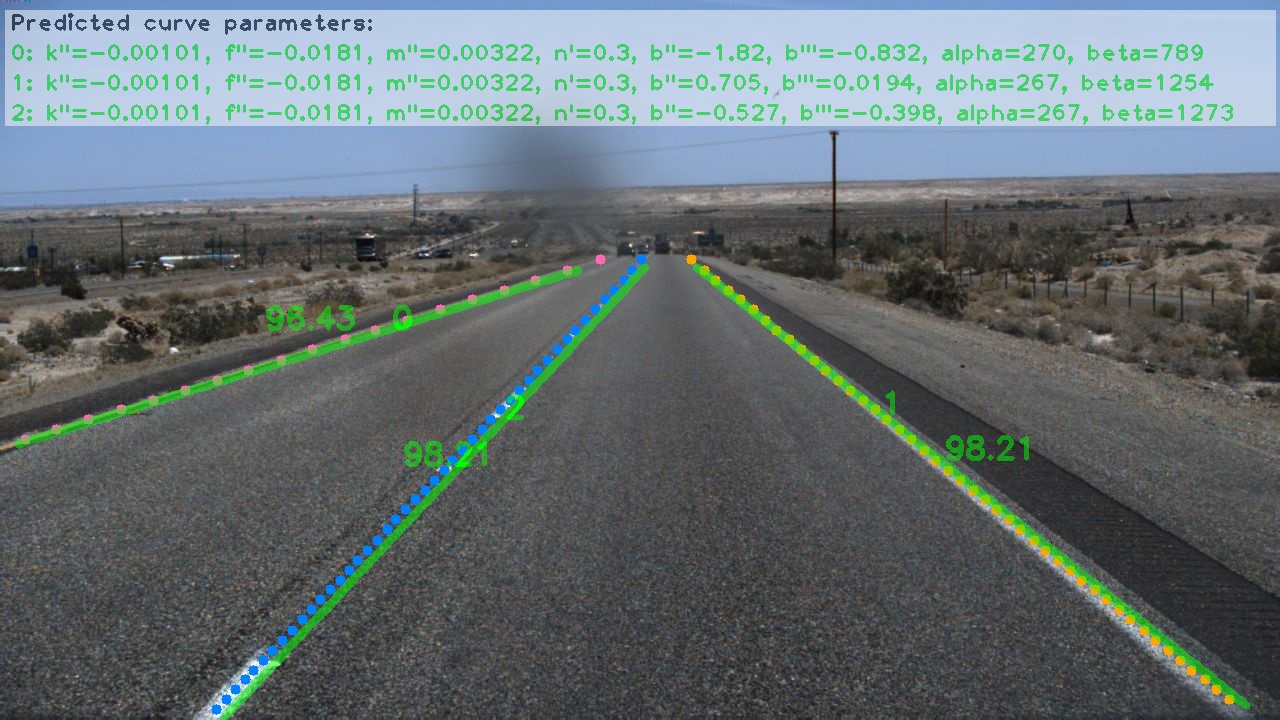 Predicted curve parameters:
0: k''=-0.00101, f''=-0.0181, m''=0.00322, n'=0.3, b''=-1.82, b'''=-0.832, alpha=270, beta=789
1: k''=-0.00101, f''=-0.0181, m''=0.00322, n'=0.3, b''=0.705, b'''=0.0194, alpha=267, beta=1254
2: k''=-0.00101, f''=-0.0181, m''=0.00322, n'=0.3, b''=-0.527, b'''=-0.398, alpha=267, beta=1273
98.43 0
1
2
98.21
98.21